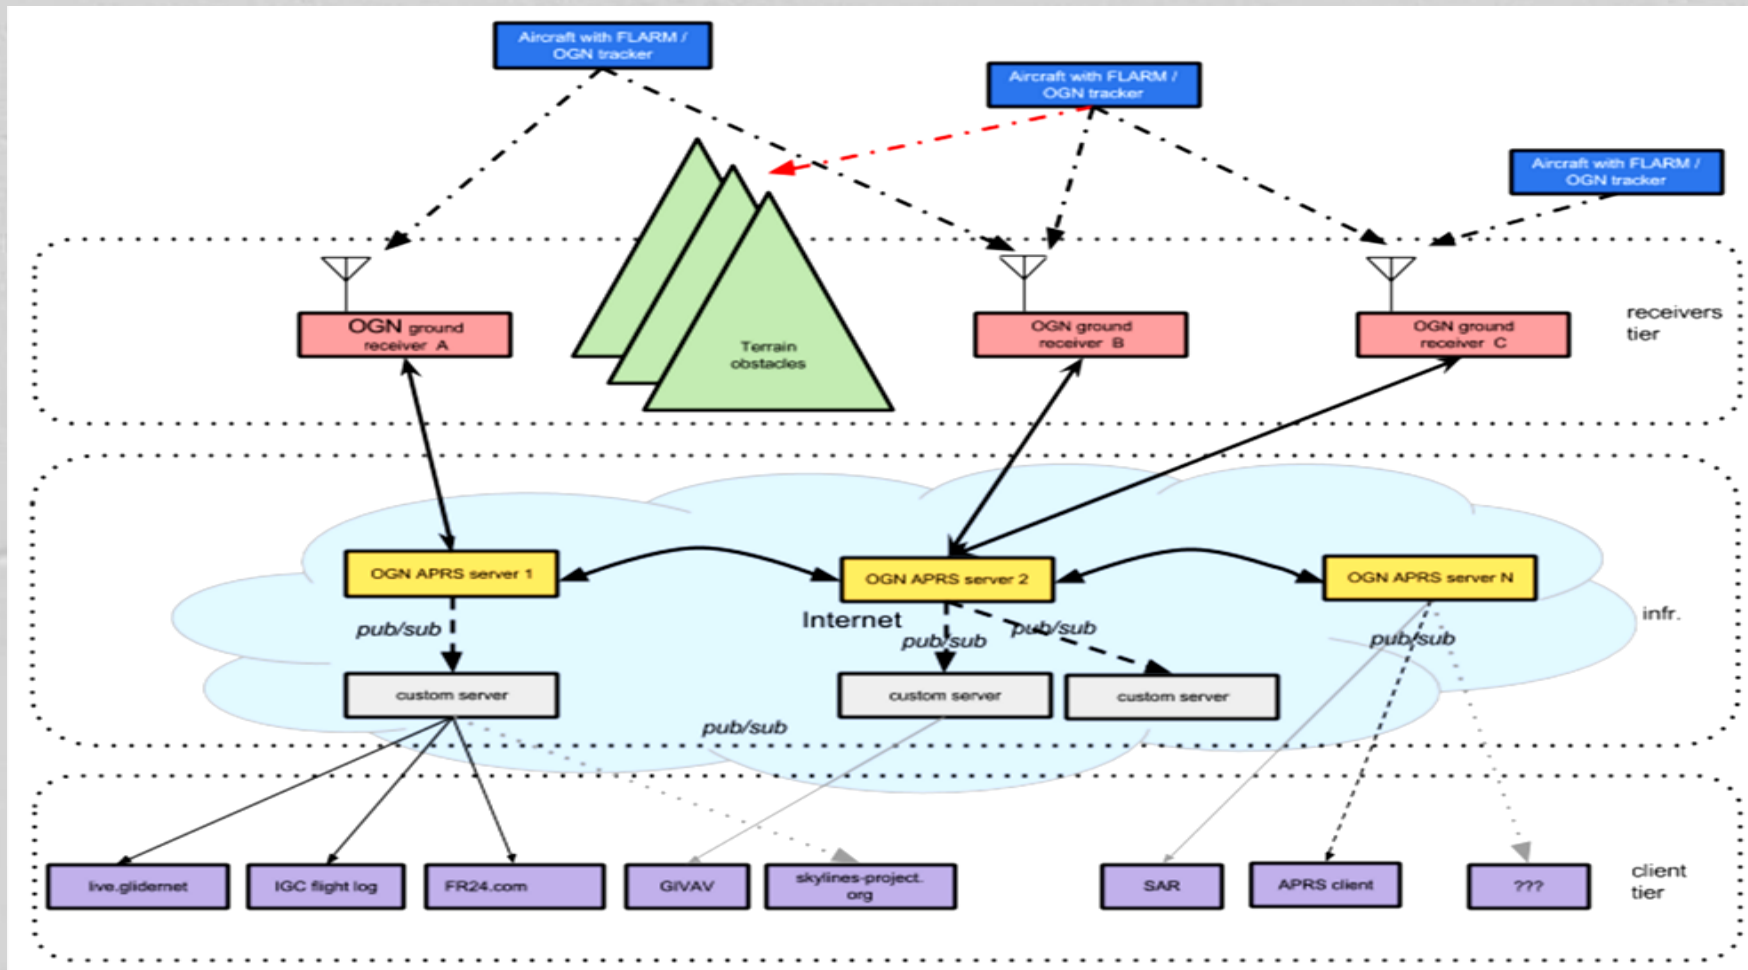 Aircraft with FLARM /
OGN tracker
Aircraft with FLARM /
OGN tracker
Aircraft with FLARM /
OGN tracker
OGN ground
receiver A
Terrain
obstacles
OGN ground
receiver B
OGN ground
receiver C
receivers
tier
OGN APRS server 1
OGN APRS server 2
OGN APRS server N
Internet
infr.
pub/sub
pub/sub
pub/sub
pub/sub
custom server
custom server
custom server
pub/sub
live.glidernet
IGC flight log
FR24.com
GIVAV
skylines-project.
org
SAR
APRS client
???
client
tier